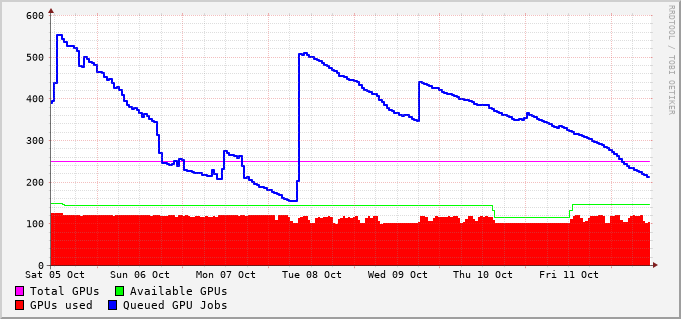 600
500
400
300
200
100
0
Sat 05 Oct Sun 06 Oct Mon 07 Oct Tue 08 Oct Wed 09 Oct Thu 10 Oct Fri 11 Oct
Total GPUs Available GPUs
GPUs used Queued GPU Jobs
RRDTOOL / TOBI OETIKER